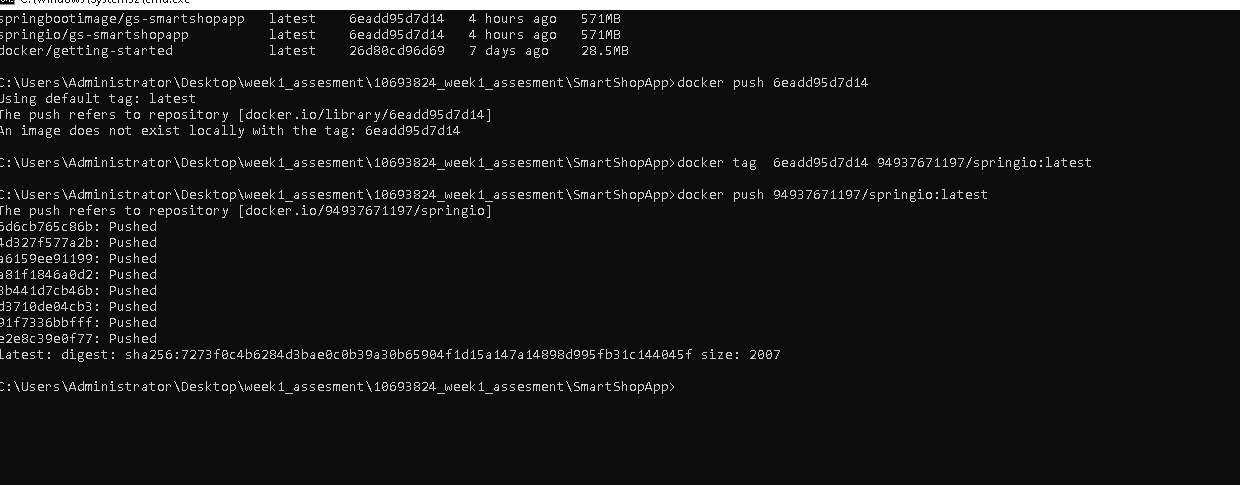 C:\Windows\System32\cmd.exe
springbootimage/gs-smartshopapp latest 6eadd95d7d14 4 hours ago 571MB
springio/gs-smartshopapp latest 6eadd95d7d14 4 hours ago 571MB
docker/getting-started latest 26d80cd96d69 7 days ago 28.5MB
C:\Users\Administrator\Desktop\week1_assesment\10693824_week1_assesment\SmartShopApp>docker push 6eadd95d7d14
Using default tag: latest
The push refers to repository [docker.io/library/6eadd95d7d14]
An image does not exist locally with the tag: 6eadd95d7d14
C:\Users\Administrator\Desktop\week1_assesment\10693824_week1_assesment\SmartShopApp>docker tag 6eadd95d7d14 94937671197/springio:latest
C:\Users\Administrator\Desktop\week1_assesment\10693824_week1_assesment\SmartShopApp>docker push 94937671197/springio:latest
The push refers to repository [docker.io/94937671197/springio]
6d6cb765c86b: Pushed
4d327f577a2b: Pushed
a6159ee91199: Pushed
a81f1846a0d2: Pushed
3b441d7cb46b: Pushed
d3710de04cb3: Pushed
91f7336bbfff: Pushed
e2e8c39e0f77: Pushed
latest: digest: sha256:7273f0c4b6284d3bae0c0b39a30b65904f1d15a147a14898d995fb31c144045f size: 2007
C:\Users\Administrator\Desktop\week1_assesment\10693824_week1_assesment\SmartShopApp>